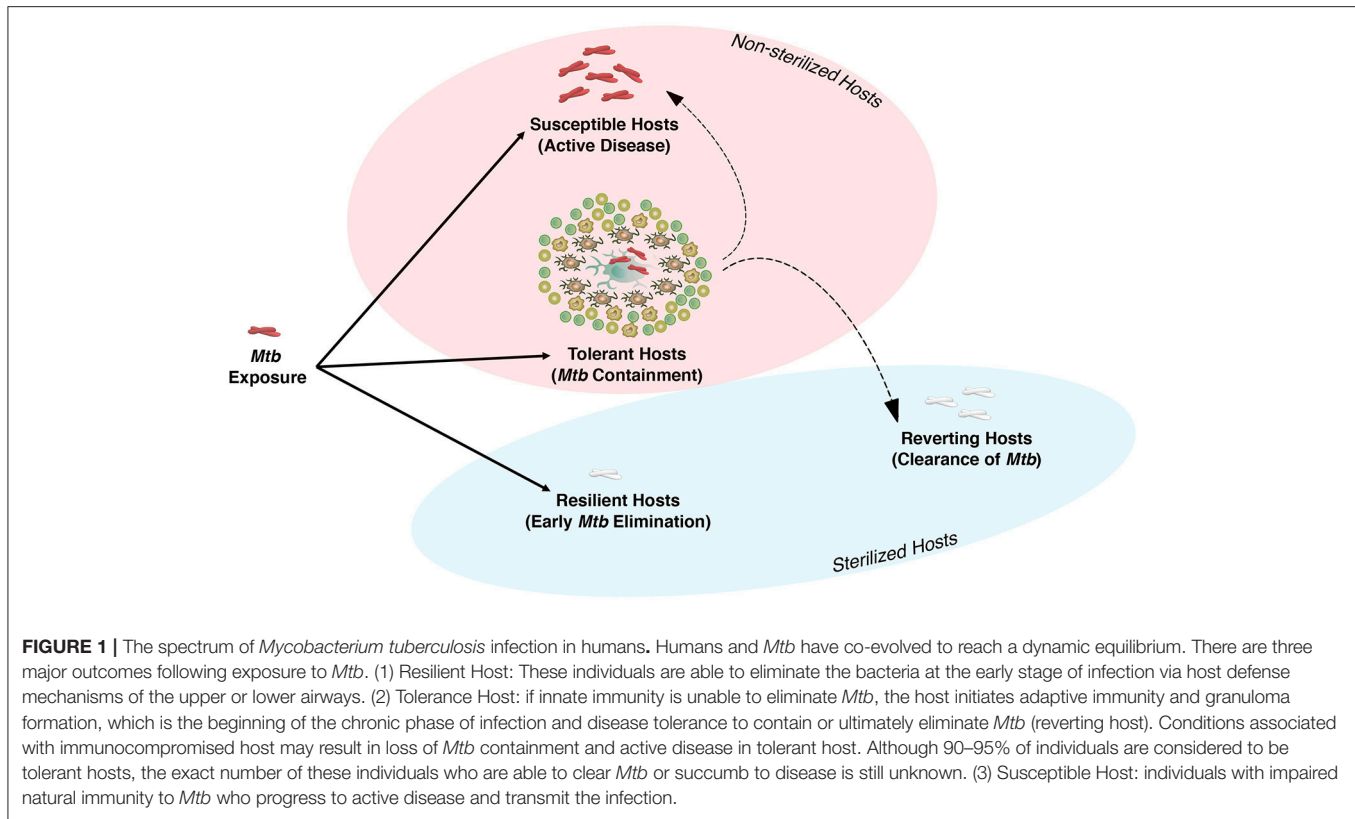 Non-sterilized Hosts
Susceptible Hosts
(Active Disease)
Mtb
Exposure
Tolerant Hosts
(Mtb Containment)
Reverting Hosts
(Clearance of Mtb)
Resilient Hosts
(Early Mtb Elimination)
Sterilized Hosts
FIGURE 1 | The spectrum of Mycobacterium tuberculosis infection in humans. Humans and Mtb have co-evolved to reach a dynamic equilibrium. There are three
major outcomes following exposure to Mtb. (1) Resilient Host: These individuals are able to eliminate the bacteria at the early stage of infection via host defense
mechanisms of the upper or lower airways. (2) Tolerance Host: if innate immunity is unable to eliminate Mtb, the host initiates adaptive immunity and granuloma
formation, which is the beginning of the chronic phase of infection and disease tolerance to contain or ultimately eliminate Mtb (reverting host). Conditions associated
with immunocompromised host may result in loss of Mtb containment and active disease in tolerant host. Although 90–95% of individuals are considered to be
tolerant hosts, the exact number of these individuals who are able to clear Mtb or succumb to disease is still unknown. (3) Susceptible Host: individuals with impaired
natural immunity to Mtb who progress to active disease and transmit the infection.